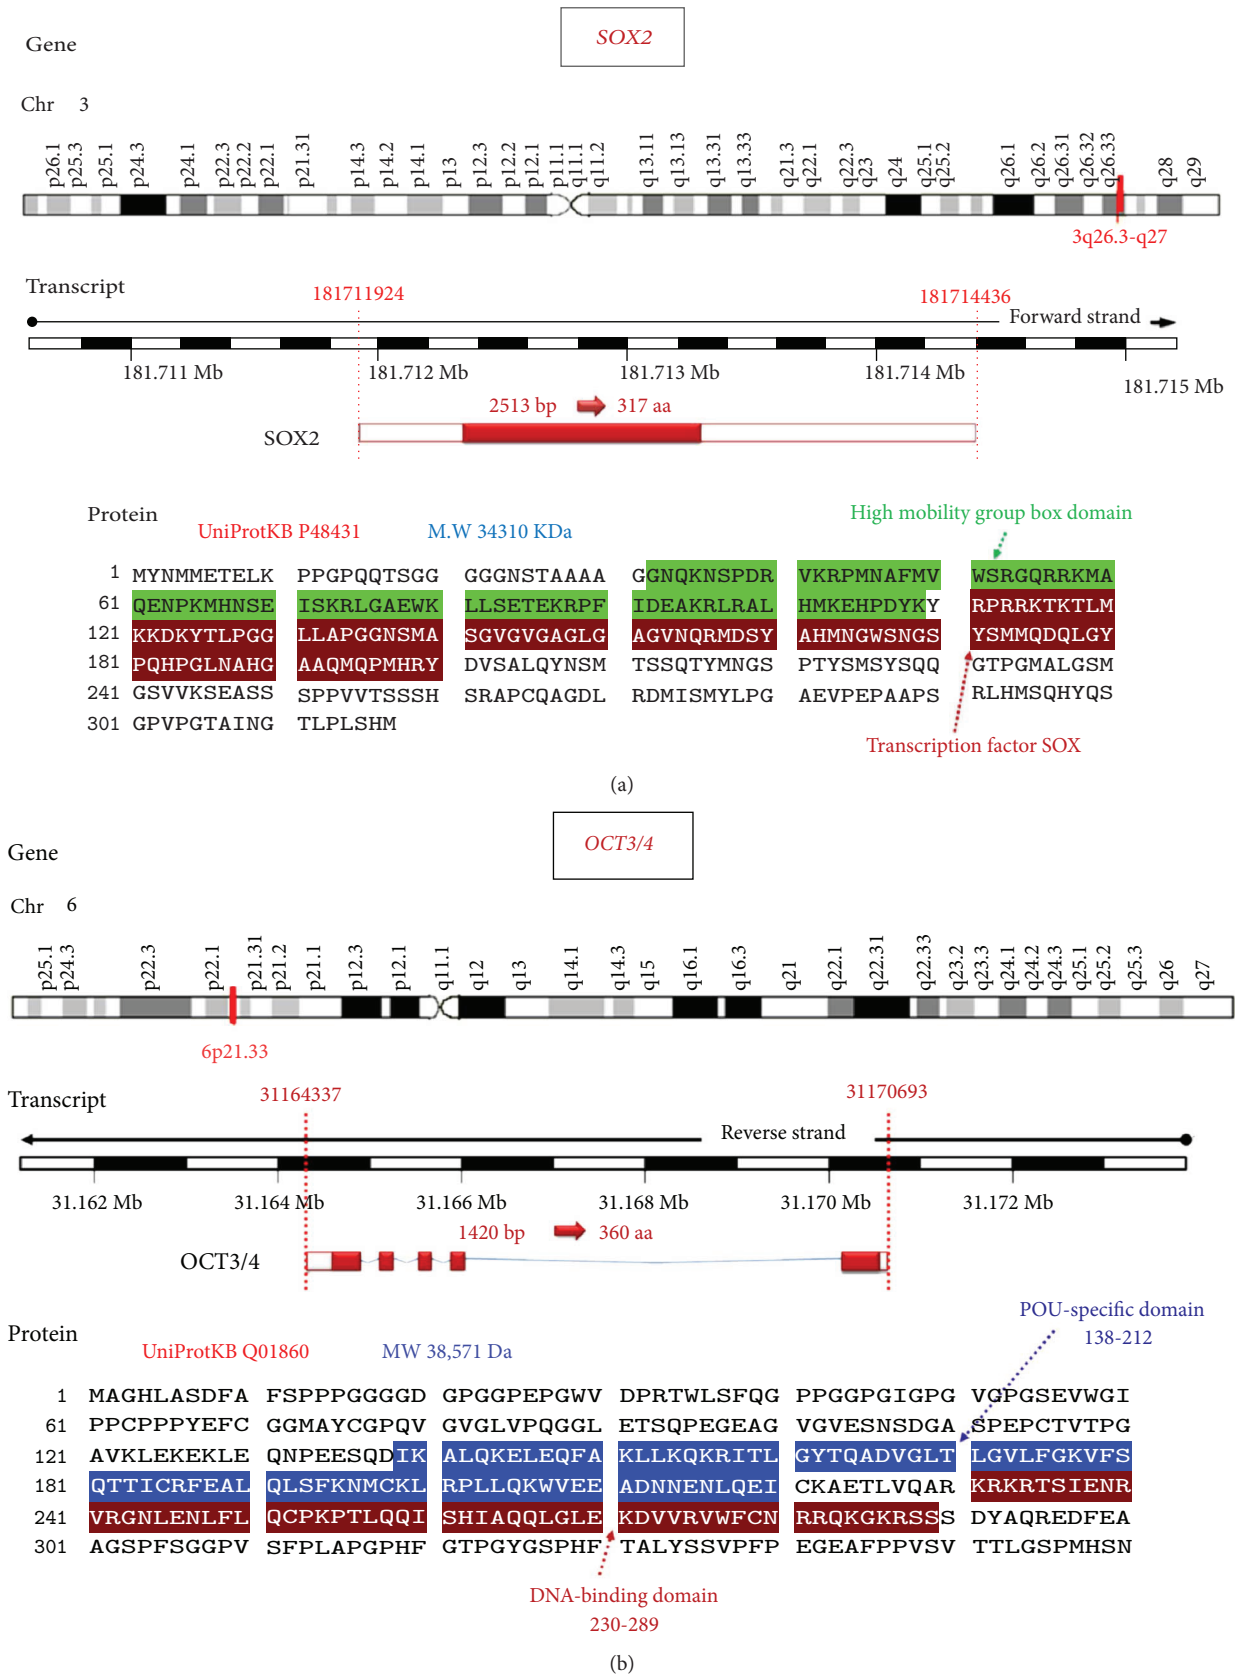 SOX2
Gene
Chr 3
p26.1 p25.3 p25.1 p24.3 p24.1 p22.3 p22.2 p22.1 p21.31 p14.3 p14.2 p14.1 p13 p12.3 p12.2 p12.1 p11.1 q11.1 q11.2 q13.11 q13.13 q13.31 q13.33 q21.3 q22.1 q22.3 q23 q24 q25.1 q25.2 q26.1 q26.2 q26.31 q26.32 q26.33 q28 q29
3q26.3-q27
Transcript
181711924 181714436
Forward strand
181.711 Mb 181.712 Mb 181.713 Mb 181.714 Mb 181.715 Mb
2513 bp 317 aa
SOX2
Protein
High mobility group box domain
UniProtKB P48431 M.W 34310 KDa
1 MYNMMETELK PPGPQQTSGG GGGNSTAAAA GGNQKNSPDR VKRPMNAFMV WSRGQRRKMA
61 QENPKMHNSE ISKRLGAEWK LLSETEKRPF IDEAKRLRAL HMKEHPDYKY RPRRKTKTLM
121 KKDKYTLPGG LLAPGGNSMA SGVGVGAGLG AGVNQRMDSY AHMNGWSNGS YSMMQDQLGY
181 PQHPGLNAHG AAQMQPMHRY DVSALQYNSM TSSQTYMNGS PTYSMSYSQQ GTPGMALGSM
241 GSVVKSEASS SPPVVTSSSH SRAPCQAGDL RDMISMYLPG AEVPEPAAPS RLHMSQHYQS
301 GPVPGTAING TLPLSHM
Transcription factor SOX
(a)
OCT3/4
Gene
Chr 6
p25.1 p24.3 p22.3 p22.1 p21.31 p21.2 p21.1 p12.3 p12.1 q11.1 q12 q13 q14.1 q14.3 q15 q16.1 q16.3 q21 q22.1 q22.31 q22.33 q23.2 q23.3 q24.1 q24.2 q24.3 q25.1 q25.2 q25.3 q26 q27
6p21.33
Transcript
31164337 31170693
Reverse strand
31.162 Mb 31.164 Mb 31.166 Mb 31.168 Mb 31.170 Mb 31.172 Mb
1420 bp 360 aa
OCT3/4
POU-specific domain
138-212
Protein
UniProtKB Q01860 MW 38,571 Da
1 MAGHLASDFA FSPPPGGGGD GPGGPEPGWV DPRTWLSFQG PPGGPGIGPG VGPGSEVWGI
61 PPCPPPYEFC GGMAYCGPQV GVGLVPQGGL ETSQPEGEAG VGVESNSDGA SPEPCTVTPG
121 AVKLEKEKLE QNPEESQDIK ALQKELEQFA KLLKQKRITL GYTQADVGLT LGVLFGKVFS
181 QTTICRFEAL QLSFKNMCKL RPLLQKWVEE ADNNENLQEI CKAETLVQAR KRKRTSIENR
241 VRGNLENLFL QCPKPTLQQI SHIAQQLGLE KDVVRVWFCN RRQKGKRSSS DYAQREDFEA
301 AGSPFSGGPV SFPLAPGPHF GTPGYGSPHF TALYSSVPFP EGEAFPPVSV TTLGSPMHSN
DNA-binding domain
230-289
(b)